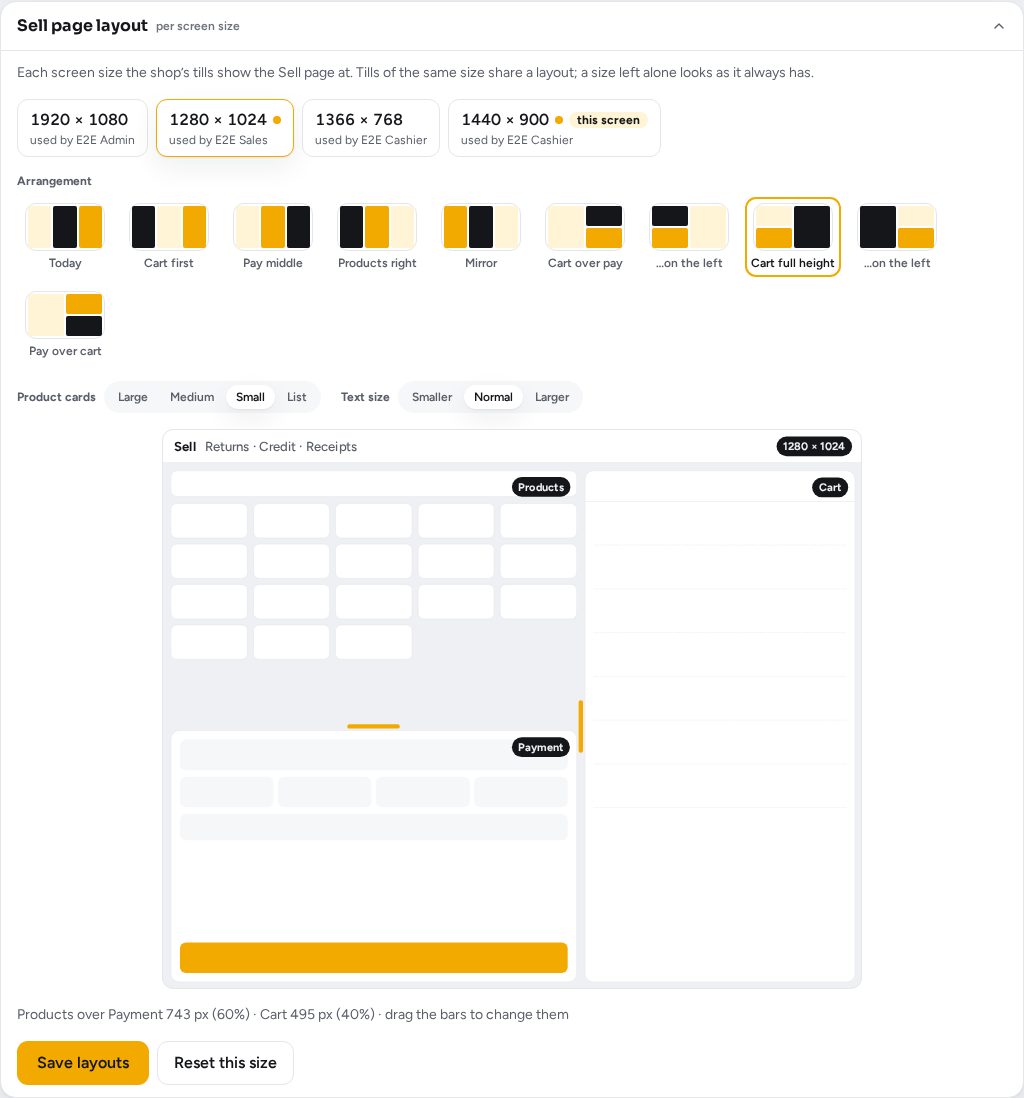 Sell page layout per screen size
Each screen size the shop's tills show the Sell page at. Tills of the same size share a layout; a size left alone looks as it always has.
1920 × 1080
used by E2E Admin
1280 × 1024
used by E2E Sales
1366 × 768
used by E2E Cashier
1440 × 900 this screen
used by E2E Cashier
Arrangement
Today
Cart first
Pay middle
Products right
Mirror
Cart over pay
...on the left
Cart full height
...on the left
Pay over cart
Product cards Large Medium Small List Text size Smaller Normal Larger
Sell Returns · Credit · Receipts 1280 × 1024
Products
Cart
Payment
Products over Payment 743 px (60%) · Cart 495 px (40%) · drag the bars to change them
Save layouts Reset this size